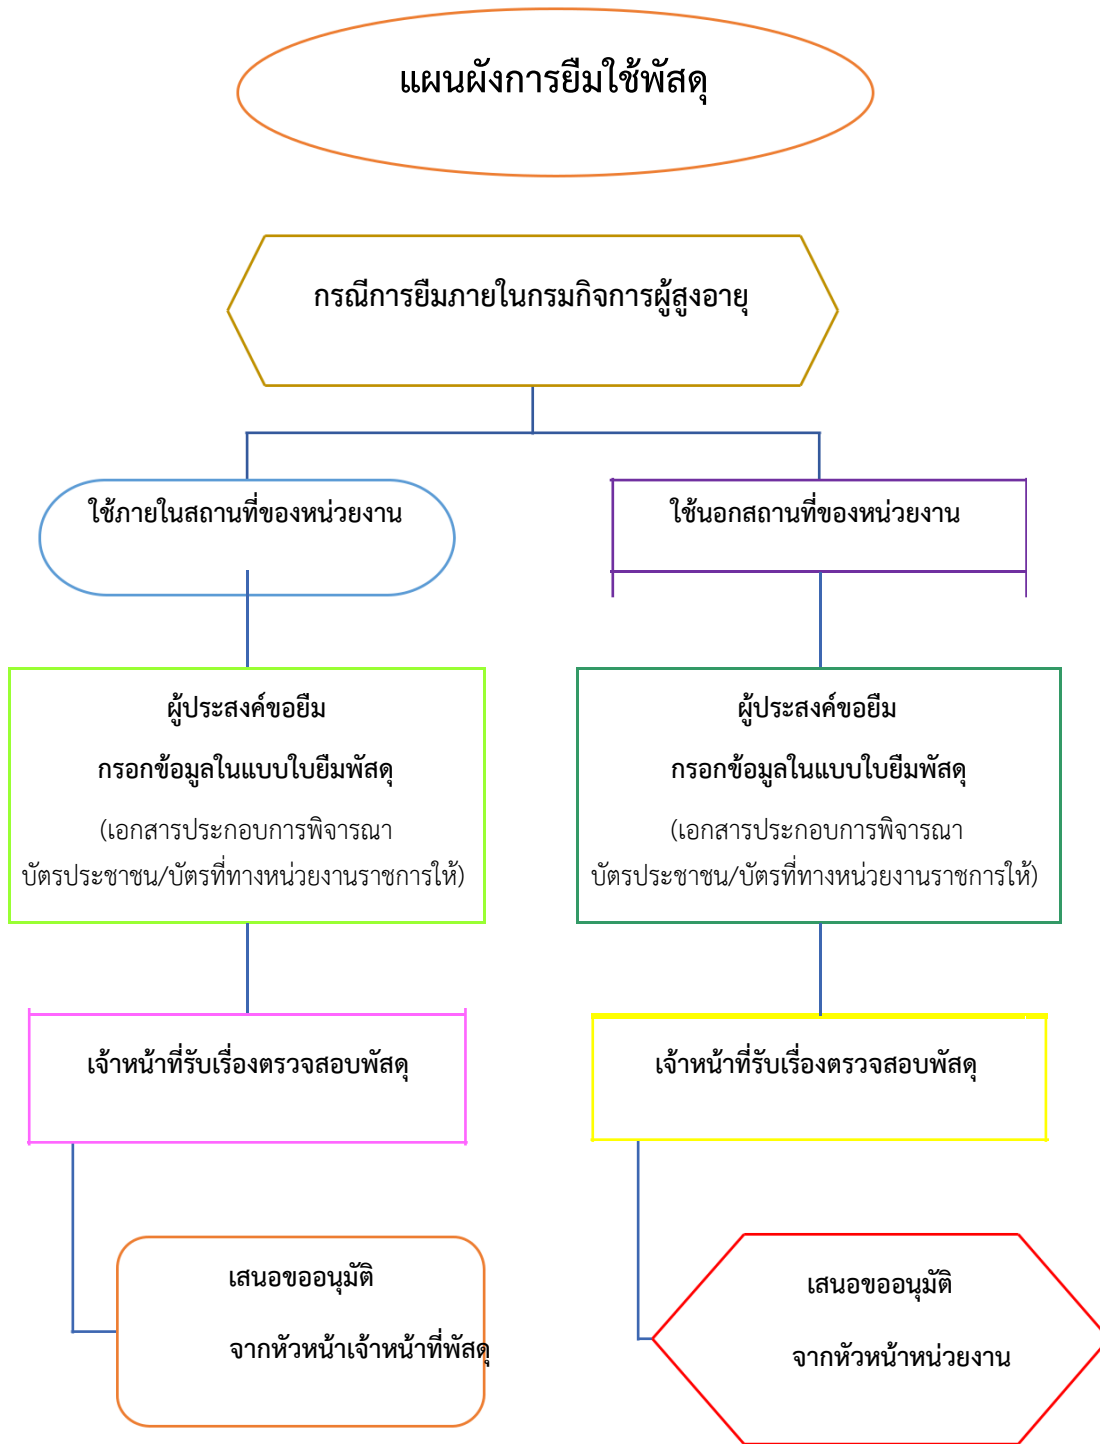 แผนผังการยืมใช้พัสดุ
กรณีการยืมภายในกรมกิจการผู้สูงอายุ
ใช้ภายในสถานที่ของหน่วยงาน
ผู้ประสงค์ขอยืม
กรอกข้อมูลในแบบใบยืมพัสดุ
(เอกสารประกอบการพิจารณา
บัตรประชาชน/บัตรที่ทางหน่วยงานราชการให้)
เจ้าหน้าที่รับเรื่องตรวจสอบพัสดุ
เสนอขออนุมัติ
จากหัวหน้าเจ้าหน้าที่พัสดุ
ใช้นอกสถานที่ของหน่วยงาน
ผู้ประสงค์ขอยืม
กรอกข้อมูลในแบบใบยืมพัสดุ
(เอกสารประกอบการพิจารณา
บัตรประชาชน/บัตรที่ทางหน่วยงานราชการให้)
เจ้าหน้าที่รับเรื่องตรวจสอบพัสดุ
เสนอขออนุมัติ
จากหัวหน้าหน่วยงาน